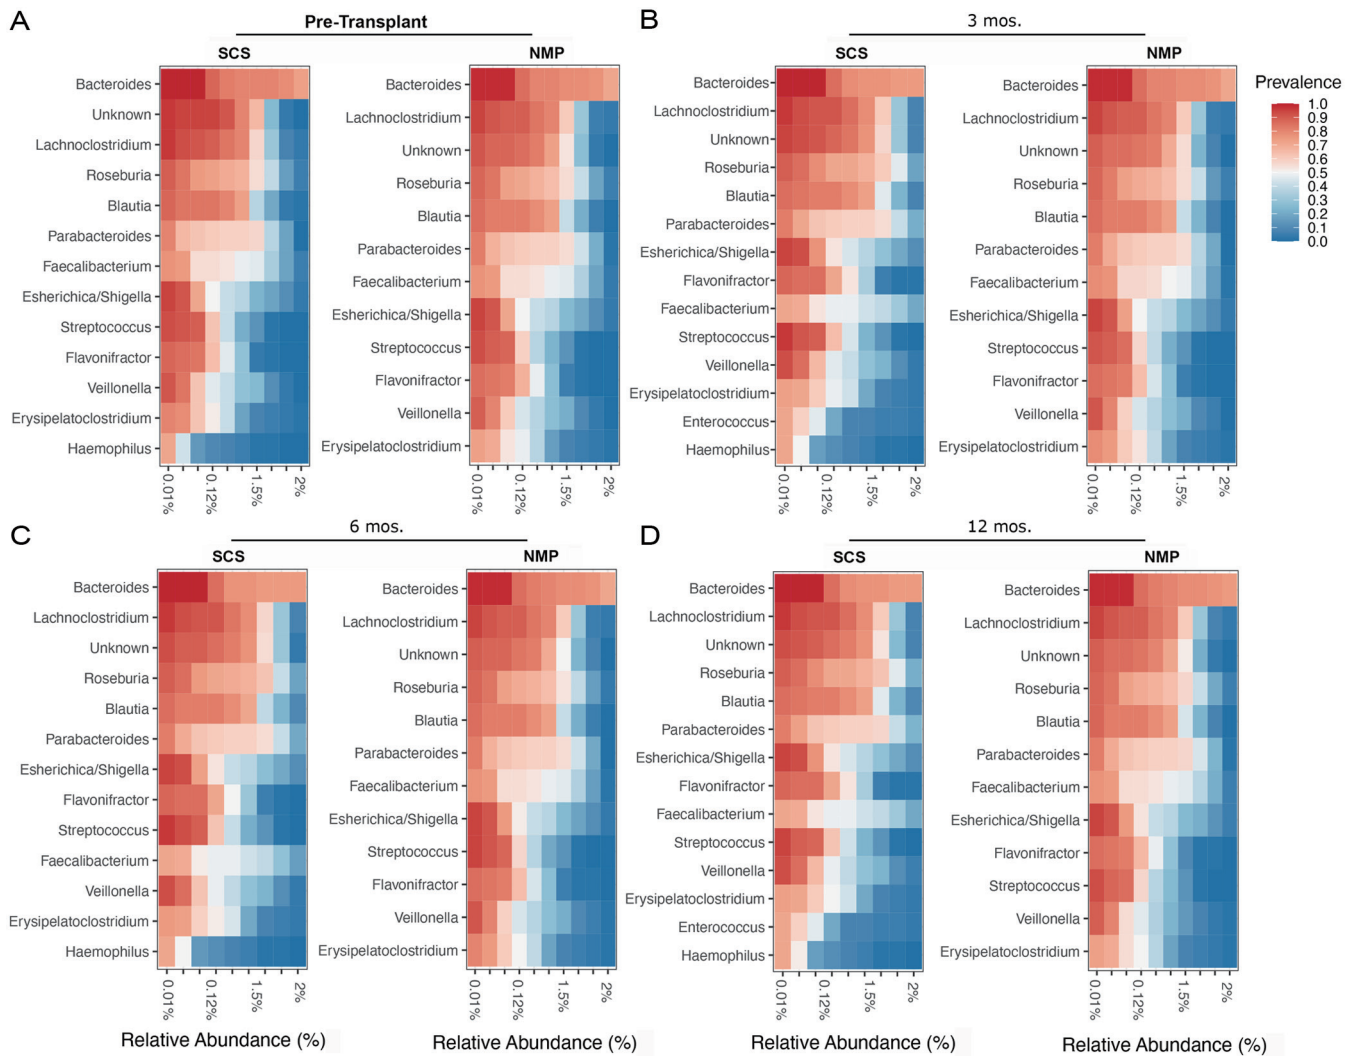 A
Pre-Transplant
SCS
NMP
Bacteroides
Unknown
Lachnoclostridium
Roseburia
Blautia
Parabacteroides
Faecalibacterium
Esherichica/Shigella
Streptococcus
Flavonifractor
Veillonella
Erysipelatoclostridium
Haemophilus
0.01%
0.12%
1.5%
2%
Bacteroides
Lachnoclostridium
Unknown
Roseburia
Blautia
Parabacteroides
Faecalibacterium
Esherichica/Shigella
Streptococcus
Flavonifractor
Veillonella
Erysipelatoclostridium
0.01%
0.12%
1.5%
2%
B
3 mos.
SCS
NMP
Bacteroides
Lachnoclostridium
Unknown
Roseburia
Blautia
Parabacteroides
Esherichica/Shigella
Flavonifractor
Faecalibacterium
Streptococcus
Veillonella
Erysipelatoclostridium
Enterococcus
Haemophilus
0.01%
0.12%
1.5%
2%
Bacteroides
Lachnoclostridium
Unknown
Roseburia
Blautia
Parabacteroides
Faecalibacterium
Esherichica/Shigella
Streptococcus
Flavonifractor
Veillonella
Erysipelatoclostridium
0.01%
0.12%
1.5%
2%
Prevalence
1.0
0.9
0.8
0.7
0.6
0.5
0.4
0.3
0.2
0.1
0.0
C
6 mos.
SCS
NMP
Bacteroides
Lachnoclostridium
Unknown
Roseburia
Blautia
Parabacteroides
Esherichica/Shigella
Flavonifractor
Streptococcus
Faecalibacterium
Veillonella
Erysipelatoclostridium
Haemophilus
0.01%
0.12%
1.5%
2%
Relative Abundance (%)
Bacteroides
Lachnoclostridium
Unknown
Roseburia
Blautia
Parabacteroides
Faecalibacterium
Esherichica/Shigella
Streptococcus
Flavonifractor
Veillonella
Erysipelatoclostridium
0.01%
0.12%
1.5%
2%
D
12 mos.
SCS
NMP
Bacteroides
Lachnoclostridium
Unknown
Roseburia
Blautia
Parabacteroides
Esherichica/Shigella
Flavonifractor
Faecalibacterium
Streptococcus
Veillonella
Erysipelatoclostridium
Enterococcus
Haemophilus
0.01%
0.12%
1.5%
2%
Relative Abundance (%)
Bacteroides
Lachnoclostridium
Unknown
Roseburia
Blautia
Parabacteroides
Faecalibacterium
Esherichica/Shigella
Flavonifractor
Streptococcus
Veillonella
Erysipelatoclostridium
0.01%
0.12%
1.5%
2%
Relative Abundance (%)
Relative Abundance (%)